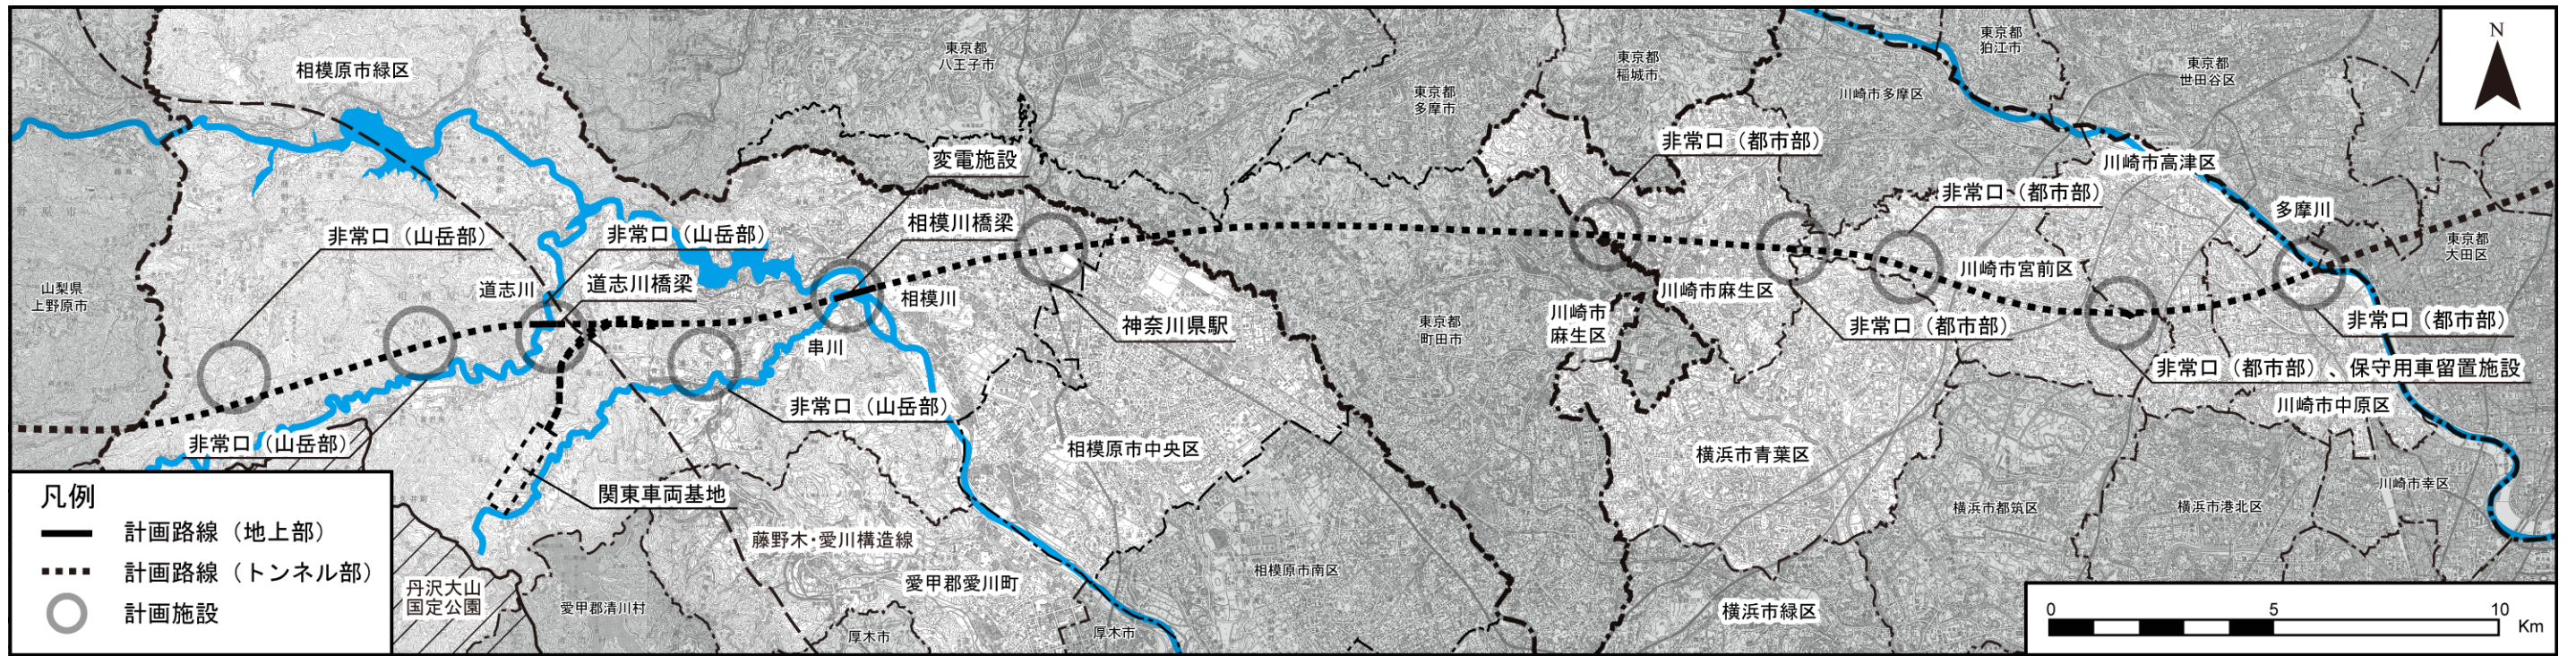 N
相模原市緑区
東京都
八王子市
東京都
多摩市
東京都
稲城市
東京都
狛江市
東京都
世田谷区
川崎市多摩区
非常口（都市部）
変電施設
川崎市高津区
非常口（都市部）
相模川橋梁
多摩川
非常口（山岳部）
非常口（山岳部）
東京都
大田区
川崎市宮前区
道志川
道志川橋梁
相模川
川崎市麻生区
山梨県
上野原市
神奈川県駅
川崎市
麻生区
東京都
町田市
非常口（都市部）
非常口（都市部）
串川
非常口（都市部）、保守用車留置施設
非常口（山岳部）
川崎市中原区
非常口（山岳部）
相模原市中央区
横浜市青葉区
関東車両基地
川崎市幸区
横浜市都筑区
横浜市港北区
藤野木・愛川構造線
相模原市南区
愛甲郡愛川町
丹沢大山
国定公園
愛甲郡清川村
横浜市緑区
厚木市
厚木市
凡例
計画路線（地上部）
計画路線（トンネル部）
計画施設
0 5 10
Km